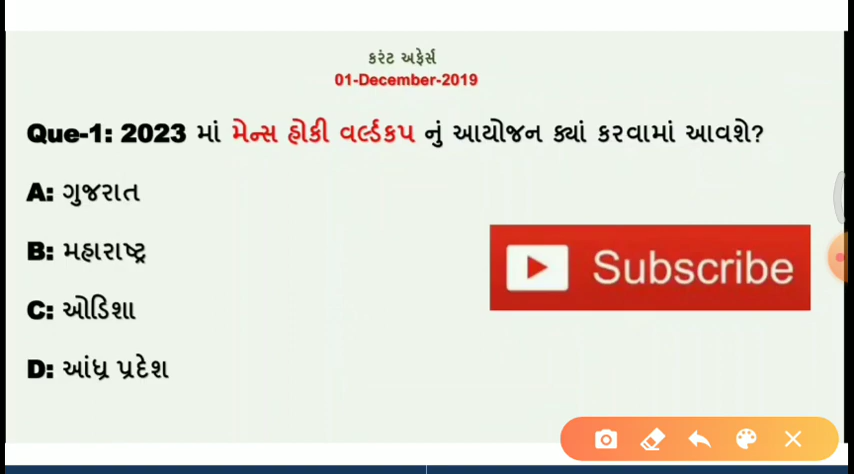 કરંટ અફેર્સ
01-December-2019
Que-1: 2023 માં મેન્સ હોકી વર્લ્ડકપ નું આયોજન ક્યાં કરવામાં આવશે?
A: ગુજરાત
B: મહારાષ્ટ્ર
C: ઓડિશા
D: આંધ્ર પ્રદેશ
Subscribe